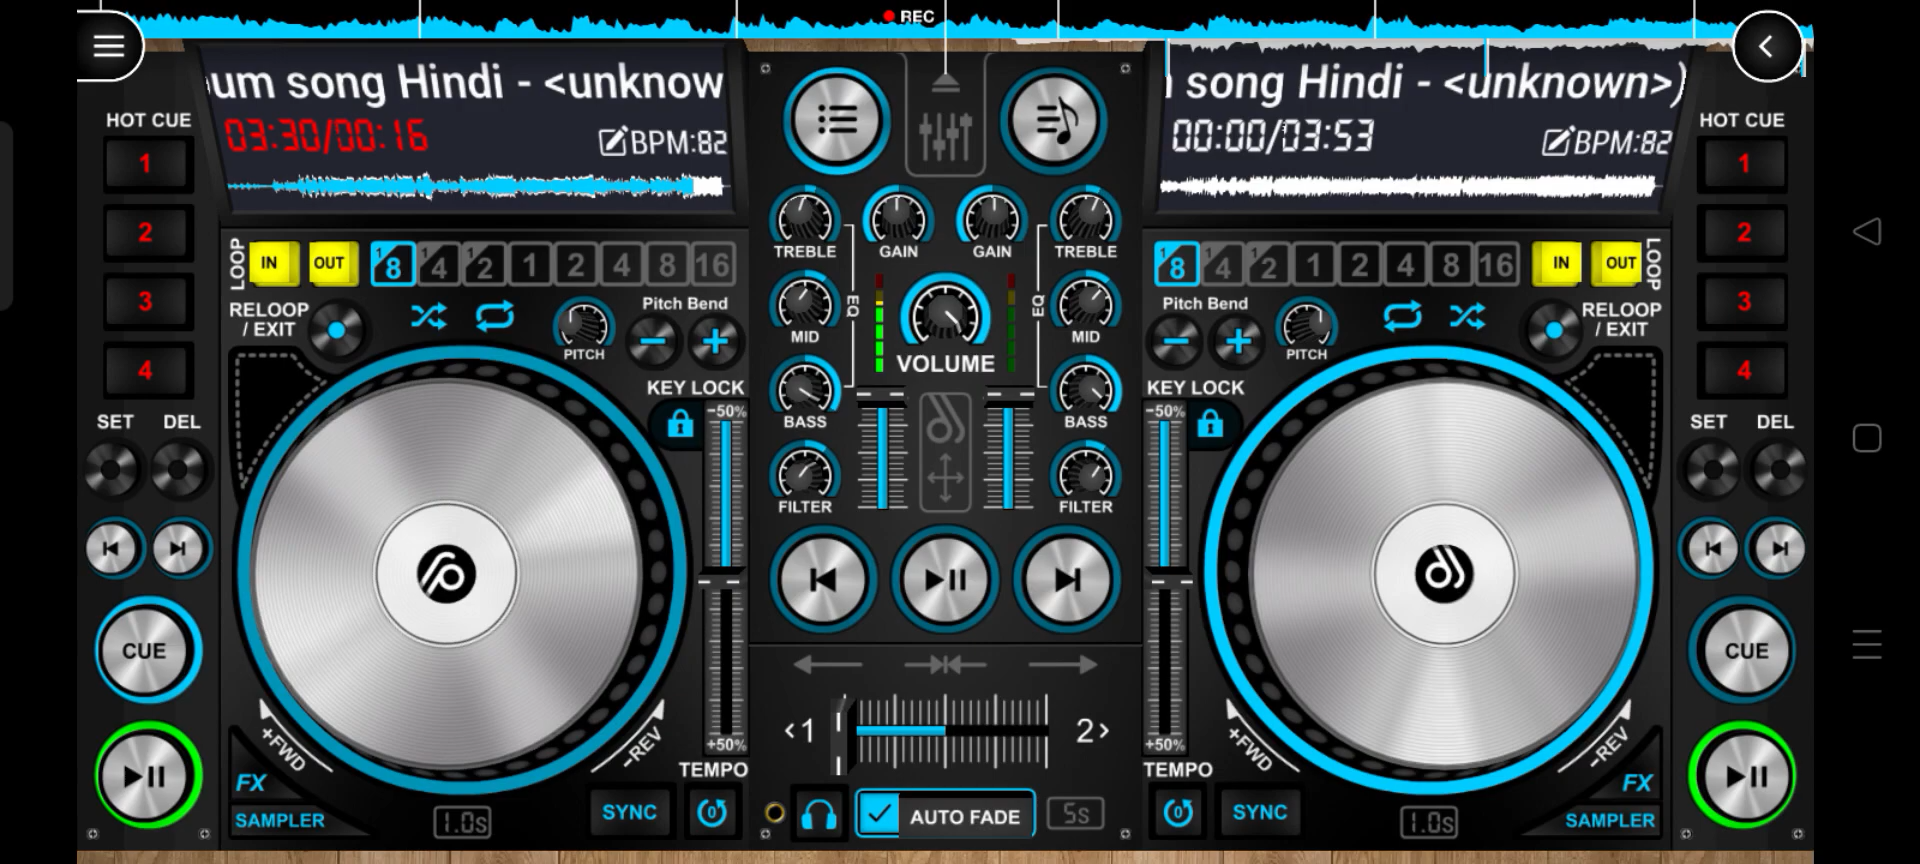 REC
um song Hindi - <unknow
03:30/00:16
BPM:82
song Hindi - <unknown>)
00:00/03:53
BPM:82
HOT CUE
1
2
3
4
SET DEL
CUE
LOOP
IN OUT
1/8 1/4 1/2 1 2 4 8 16
RELOOP
/ EXIT
PITCH
Pitch Bend
KEY LOCK
-50%
+50%
TEMPO
+FWD
-REV
FX
SAMPLER
1.0s
SYNC
0
TREBLE GAIN GAIN TREBLE
MID EQ EQ MID
VOLUME
BASS BASS
FILTER FILTER
<1 2>
AUTO FADE 5s
1/8 1/4 1/2 1 2 4 8 16
IN OUT
LOOP
Pitch Bend
PITCH
RELOOP
/ EXIT
KEY LOCK
-50%
+50%
TEMPO
+FWD
-REV
0
SYNC
1.0s
FX
SAMPLER
HOT CUE
1
2
3
4
SET DEL
CUE